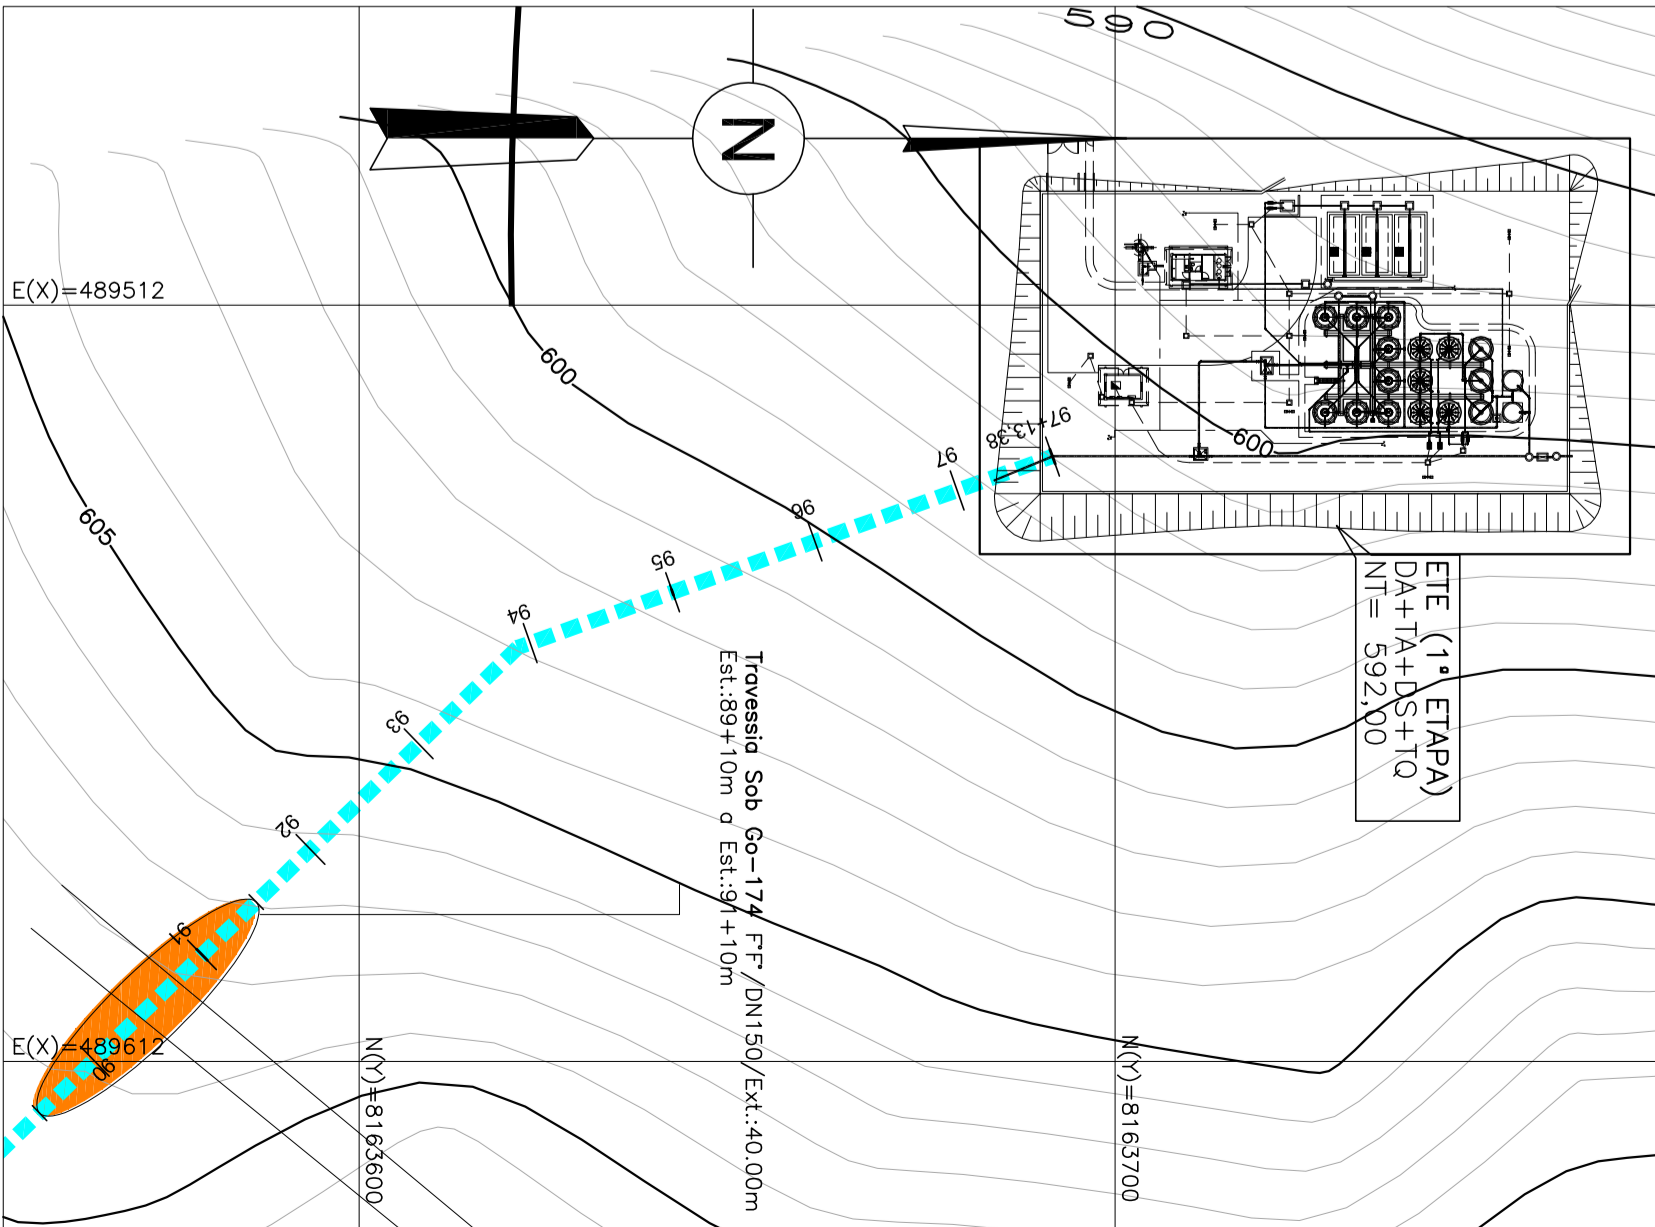 590
N
E(X)=489512
600
600
605
97+13,38
97
96
95
94
93
92
91
90
ETE (1ª ETAPA)
DA+TA+DS+TQ
NT= 592,00
Travessia Sob Go-174 FºFº/DN150/Ext.:40.00m
Est.:89+10m a Est.:91+10m
E(X)=489612
N(Y)=8163600
N(Y)=8163700